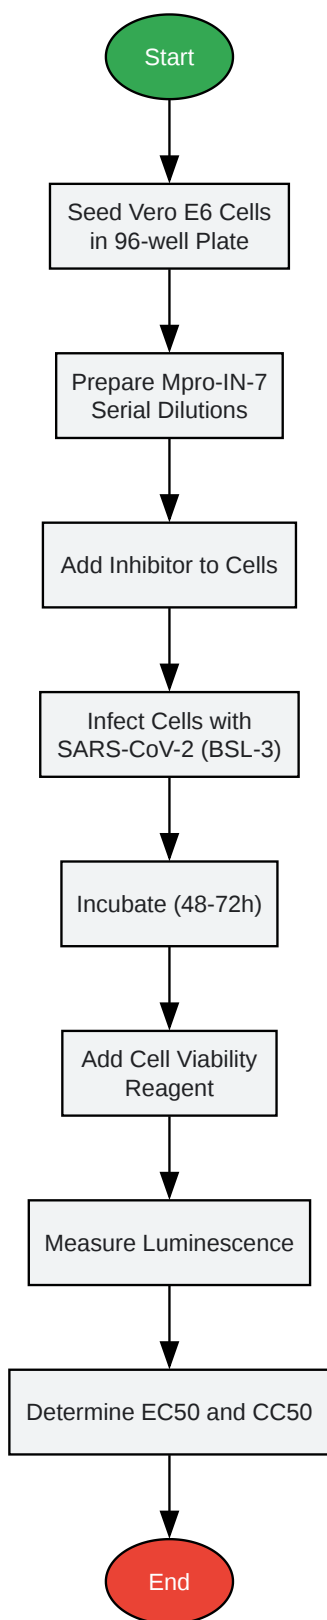 Start
Seed Vero E6 Cells
in 96-well Plate
Prepare Mpro-IN-7
Serial Dilutions
Add Inhibitor to Cells
Infect Cells with
SARS-CoV-2 (BSL-3)
Incubate (48-72h)
Add Cell Viability
Reagent
Measure Luminescence
Determine EC50 and CC50
End